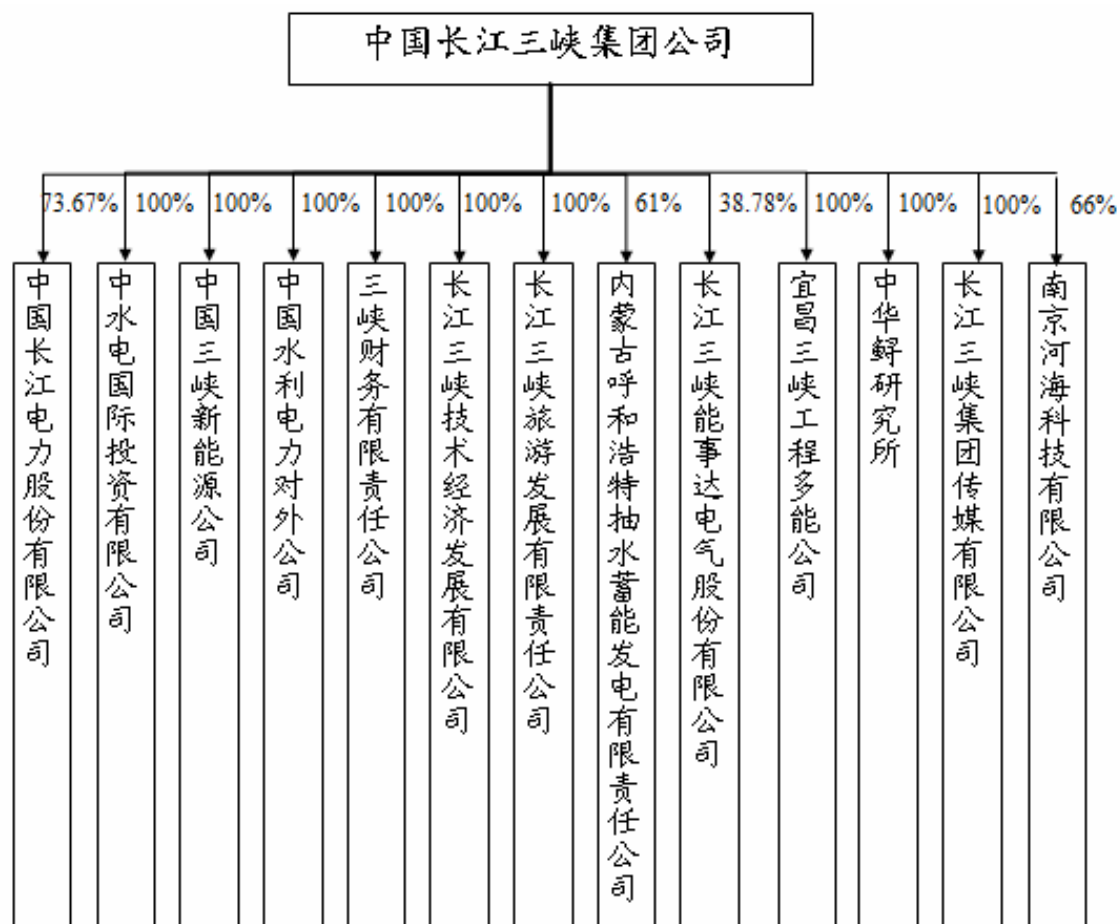 中国长江三峡集团公司
73.67% 100% 100% 100% 100% 100% 100% 61% 38.78% 100% 100% 100% 66%
中国长江电力股份有限公司
中水电国际投资有限公司
中国三峡新能源公司
中国水利电力对外公司
三峡财务有限责任公司
长江三峡技术经济发展有限公司
长江三峡旅游发展有限责任公司
内蒙古呼和浩特抽水蓄能发电有限责任公司
长江三峡能事达电气股份有限公司
宜昌三峡工程多能公司
中华鲟研究所
长江三峡集团传媒有限公司
南京河海科技有限公司